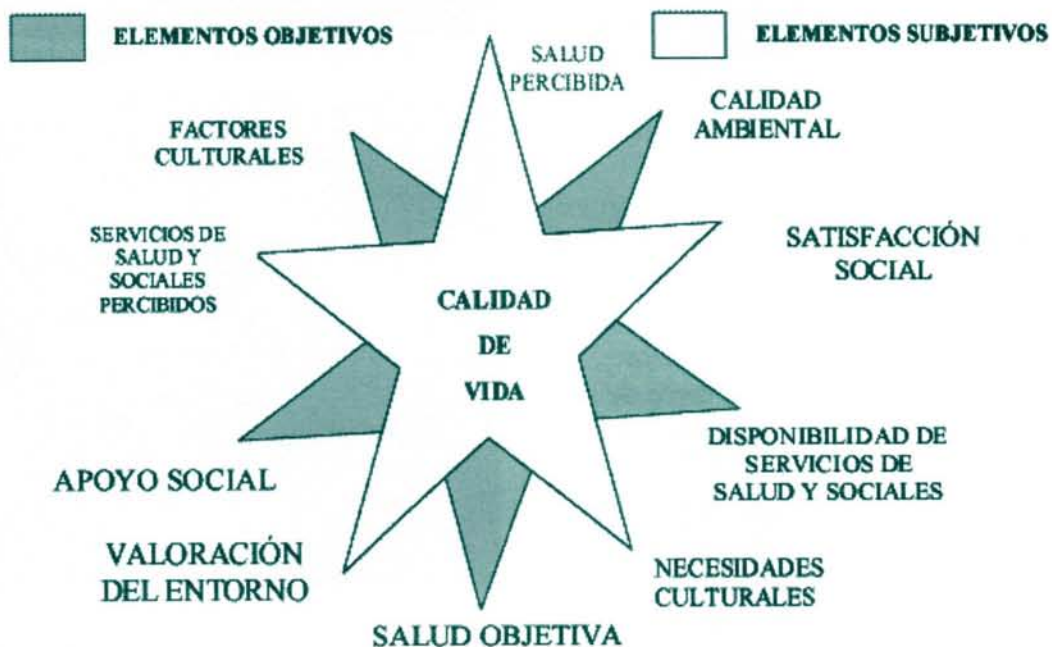 ELEMENTOS OBJETIVOS
ELEMENTOS SUBJETIVOS
SALUD
PERCIBIDA
CALIDAD
AMBIENTAL
FACTORES
CULTURALES
SERVICIOS DE
SALUD Y
SOCIALES
PERCIBIDOS
SATISFACCIÓN
SOCIAL
CALIDAD
DE
VIDA
APOYO SOCIAL
DISPONIBILIDAD DE
SERVICIOS DE
SALUD Y SOCIALES
VALORACIÓN
DEL ENTORNO
NECESIDADES
CULTURALES
SALUD OBJETIVA